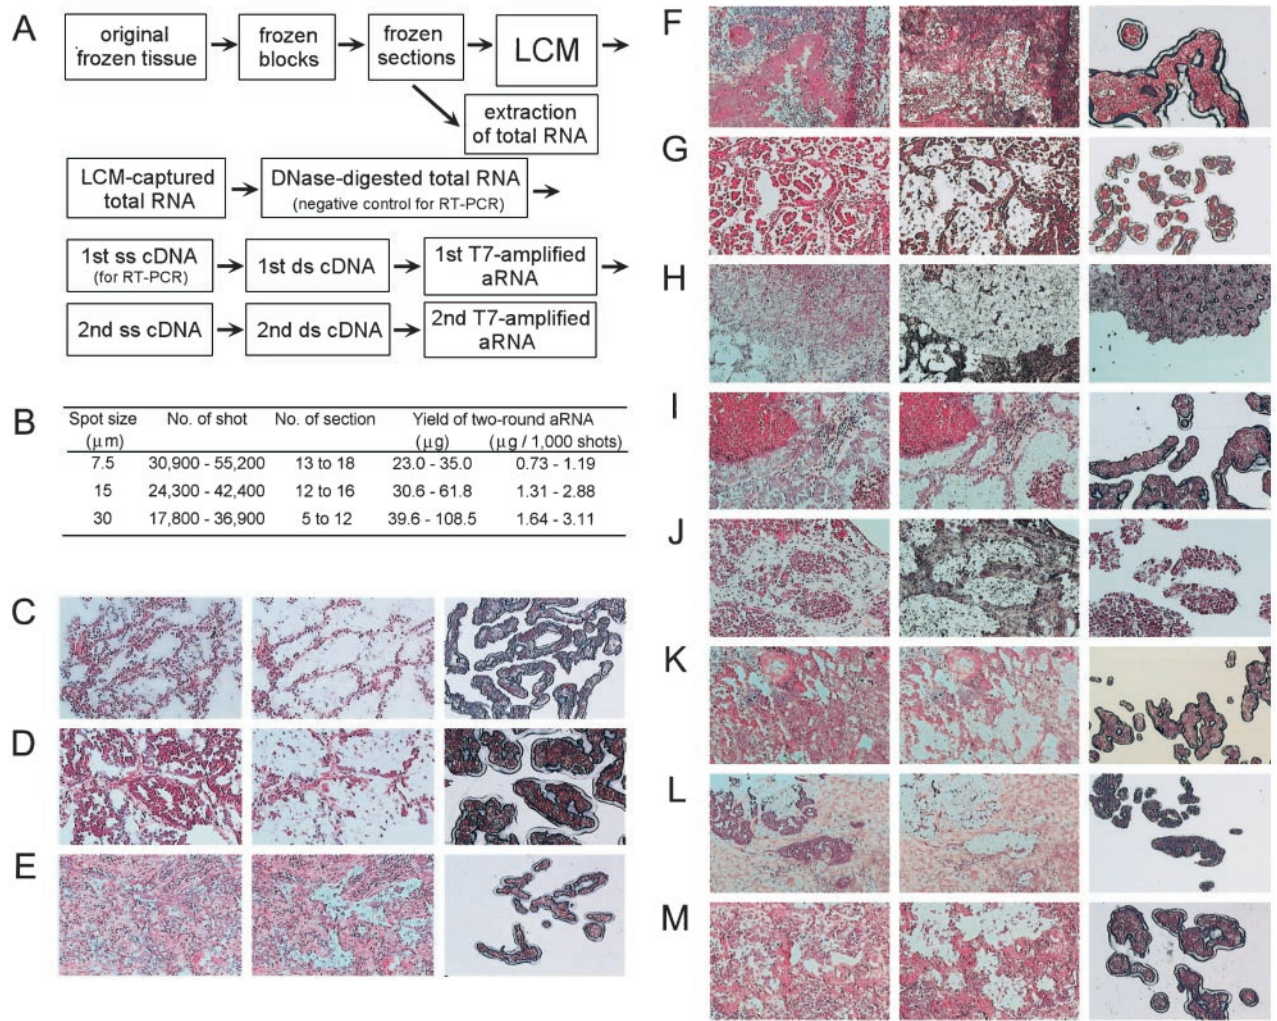 A
original
frozen tissue
frozen
blocks
frozen
sections
LCM
extraction
of total RNA
LCM-captured
total RNA
DNase-digested total RNA
(negative control for RT-PCR)
1st ss cDNA
(for RT-PCR)
1st ds cDNA
1st T7-amplified
aRNA
2nd ss cDNA
2nd ds cDNA
2nd T7-amplified
aRNA
B
Spot size No. of shot No. of section Yield of two-round aRNA
(μm) (μg) (μg / 1,000 shots)
7.5 30,900 - 55,200 13 to 18 23.0 - 35.0 0.73 - 1.19
15 24,300 - 42,400 12 to 16 30.6 - 61.8 1.31 - 2.88
30 17,800 - 36,900 5 to 12 39.6 - 108.5 1.64 - 3.11
C
D
E
F
G
H
I
J
K
L
M